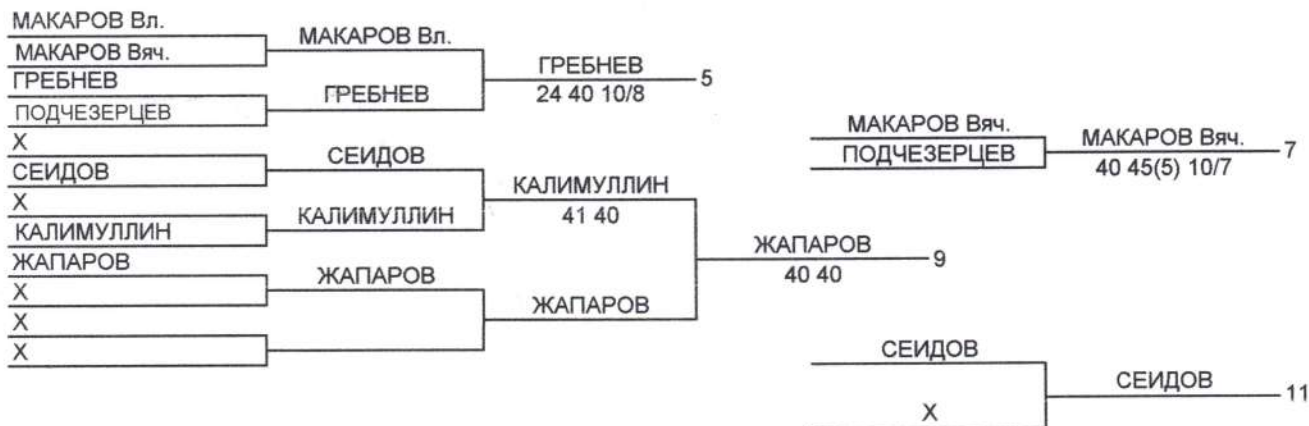 МАКАРОВ Вл.
МАКАРОВ Вяч.
ГРЕБНЕВ
ПОДЧЕЗЕРЦЕВ
X
СЕИДОВ
X
КАЛИМУЛЛИН
ЖАПАРОВ
X
X
X
МАКАРОВ Вл.
ГРЕБНЕВ
СЕИДОВ
КАЛИМУЛЛИН
ЖАПАРОВ
ГРЕБНЕВ 5
24 40 10/8
КАЛИМУЛЛИН
41 40
ЖАПАРОВ
ЖАПАРОВ 9
40 40
МАКАРОВ Вяч.
ПОДЧЕЗЕРЦЕВ
МАКАРОВ Вяч. 7
40 45(5) 10/7
СЕИДОВ
X
СЕИДОВ 11